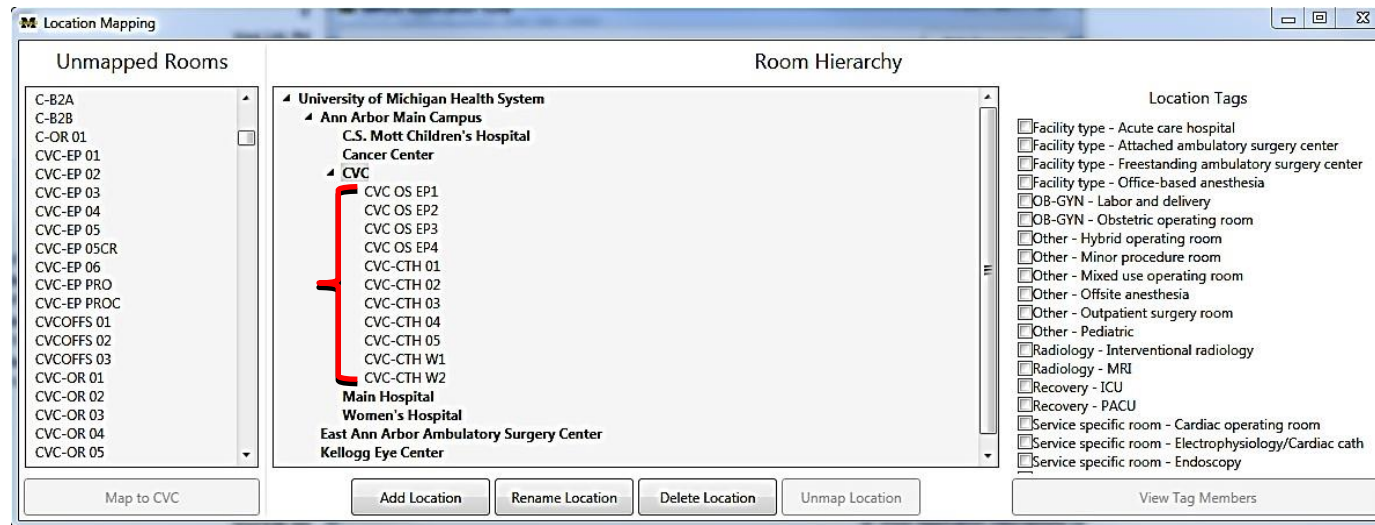 Location Mapping
Unmapped Rooms
C-B2A
C-B2B
C-OR 01
CVC-EP 01
CVC-EP 02
CVC-EP 03
CVC-EP 04
CVC-EP 05
CVC-EP 05CR
CVC-EP 06
CVC-EP PRO
CVC-EP PROC
CVCOFFS 01
CVCOFFS 02
CVCOFFS 03
CVC-OR 01
CVC-OR 02
CVC-OR 03
CVC-OR 04
CVC-OR 05
Map to CVC
Room Hierarchy
University of Michigan Health System
Ann Arbor Main Campus
C.S. Mott Children's Hospital
Cancer Center
CVC
CVC OS EP1
CVC OS EP2
CVC OS EP3
CVC OS EP4
CVC-CTH 01
CVC-CTH 02
CVC-CTH 03
CVC-CTH 04
CVC-CTH 05
CVC-CTH W1
CVC-CTH W2
Main Hospital
Women's Hospital
East Ann Arbor Ambulatory Surgery Center
Kellogg Eye Center
Add Location
Rename Location
Delete Location
Unmap Location
Location Tags
Facility type - Acute care hospital
Facility type - Attached ambulatory surgery center
Facility type - Freestanding ambulatory surgery center
Facility type - Office-based anesthesia
OB-GYN - Labor and delivery
OB-GYN - Obstetric operating room
Other - Hybrid operating room
Other - Minor procedure room
Other - Mixed use operating room
Other - Offsite anesthesia
Other - Outpatient surgery room
Other - Pediatric
Radiology - Interventional radiology
Radiology - MRI
Recovery - ICU
Recovery - PACU
Service specific room - Cardiac operating room
Service specific room - Electrophysiology/Cardiac cath
Service specific room - Endoscopy
View Tag Members